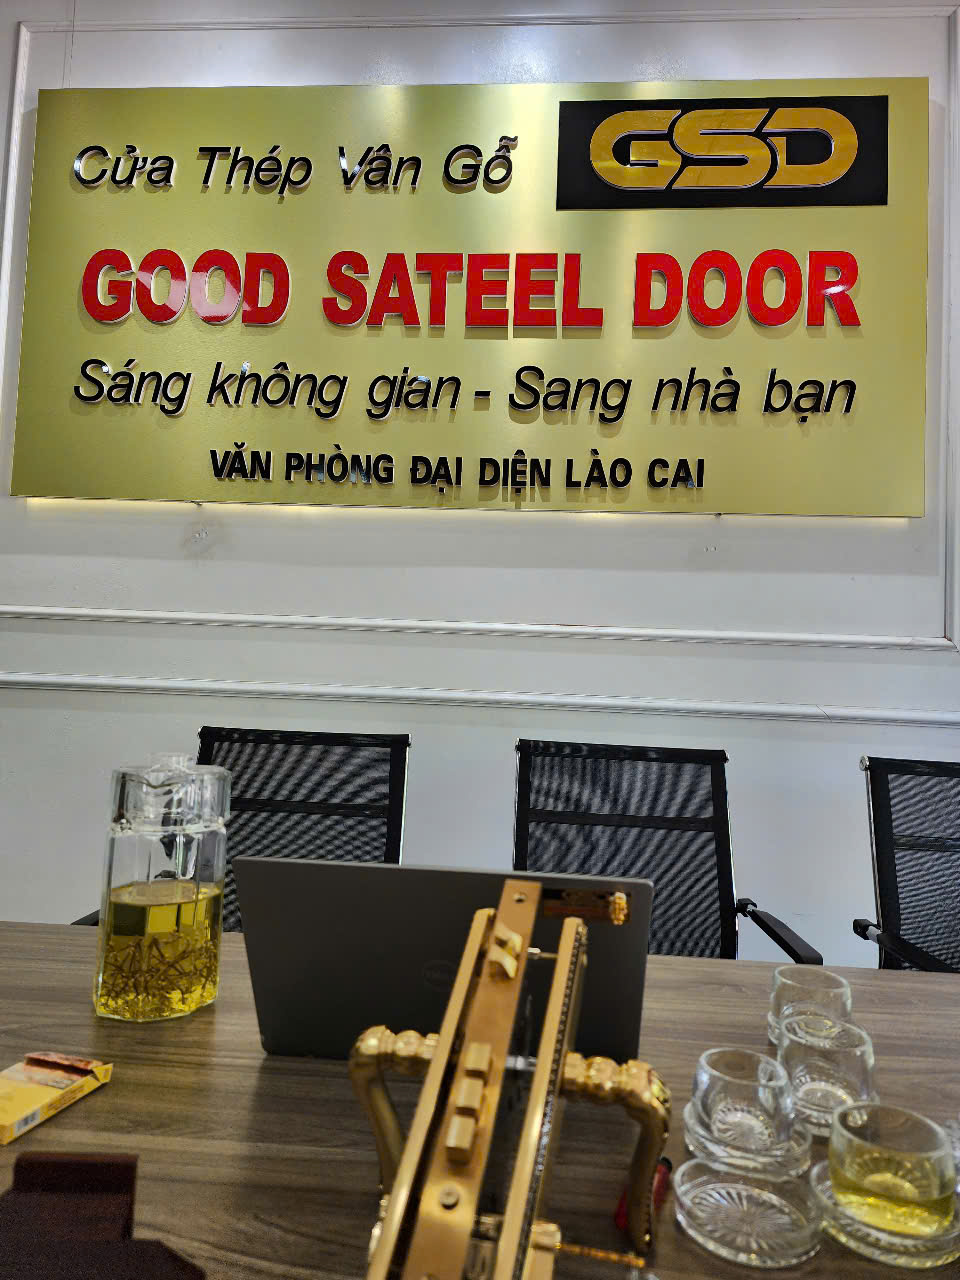 Cửa Thép Vân Gỗ
GSD
GOOD SATEEL DOOR
Sáng không gian - Sang nhà bạn
VĂN PHÒNG ĐẠI DIỆN LÀO CAI